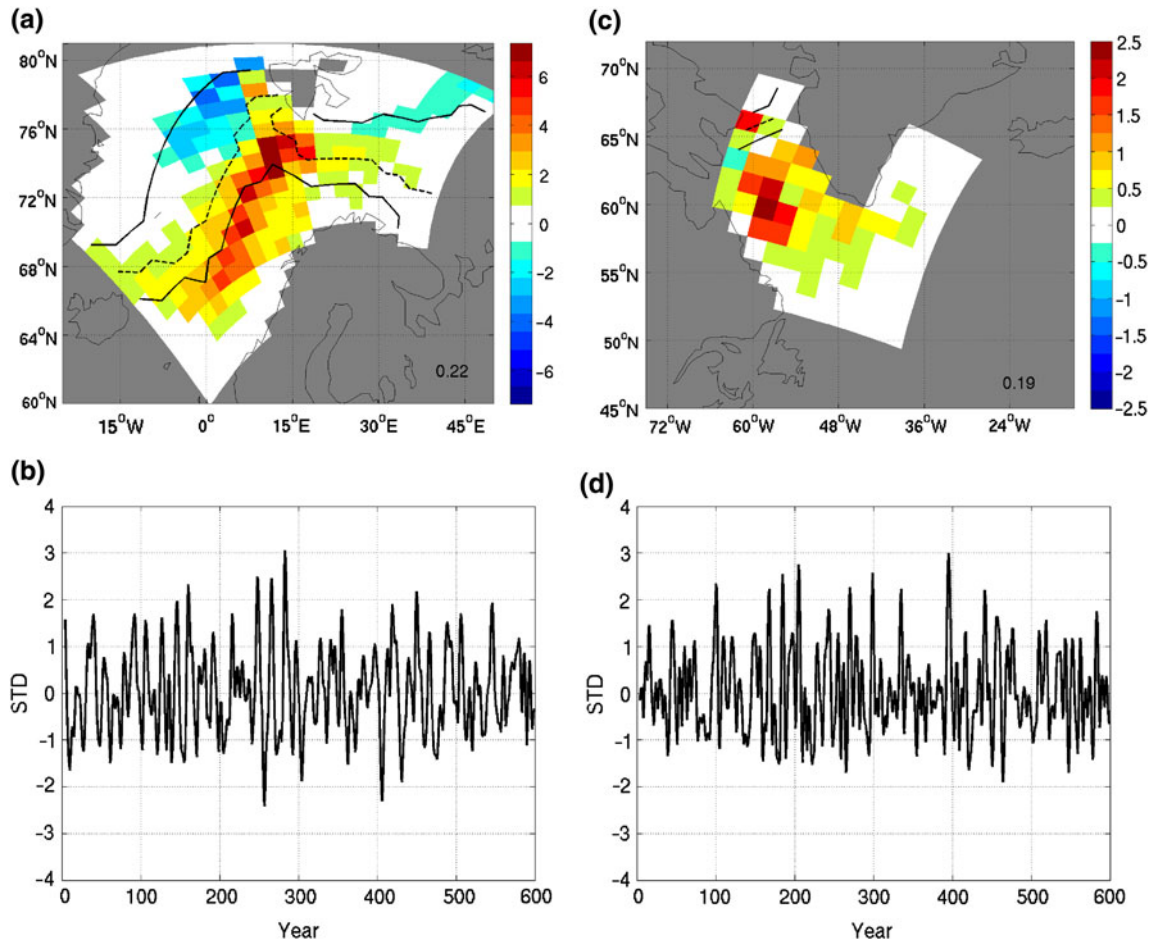 (a)
80°N
76°N
72°N
68°N
64°N
60°N
15°W 0° 15°E 30°E 45°E
0.22
6
4
2
0
−2
−4
−6
(c)
70°N
65°N
60°N
55°N
50°N
45°N
72°W 60°W 48°W 36°W 24°W
0.19
2.5
2
1.5
1
0.5
0
−0.5
−1
−1.5
−2
−2.5
(b)
STD
4
3
2
1
0
−1
−2
−3
−4
0 100 200 300 400 500 600
Year
(d)
STD
4
3
2
1
0
−1
−2
−3
−4
0 100 200 300 400 500 600
Year